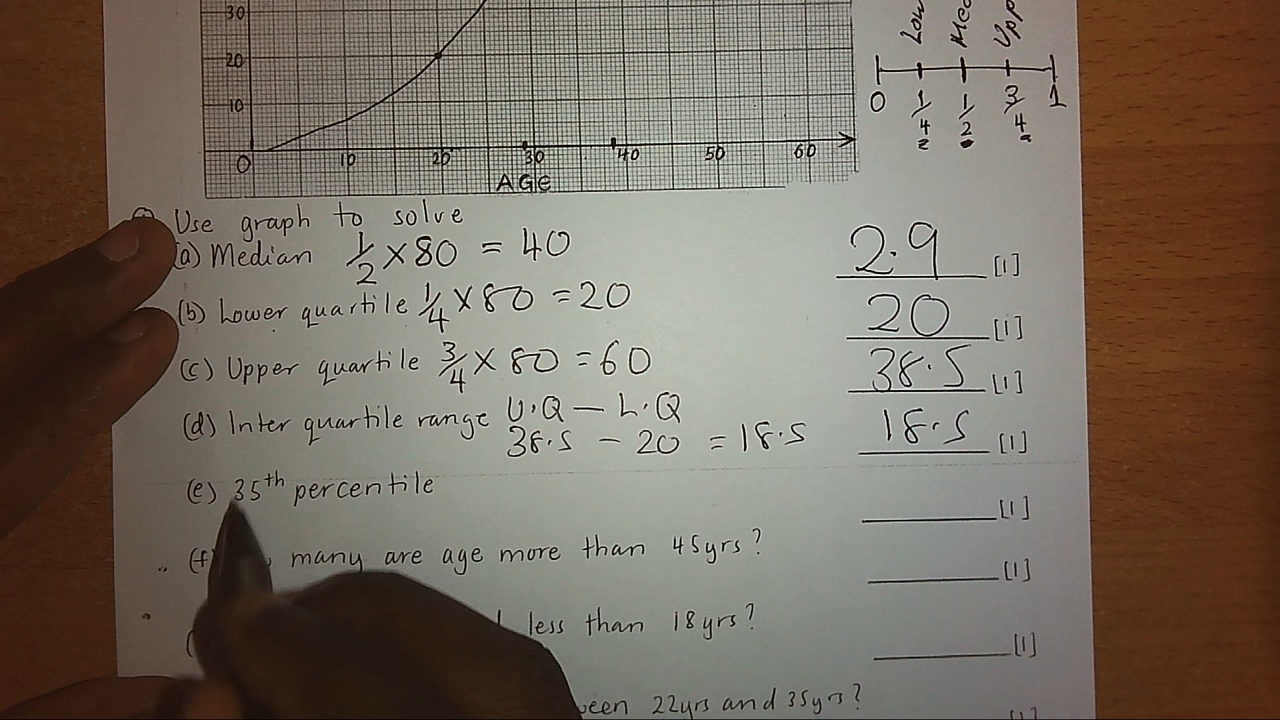 30
20
10
0 10 20 30 40 50 60
AGE
Low Med Upp
0 1/4 1/2 3/4 1
Use graph to solve
(a) Median 1/2 × 80 = 40 2.9 [1]
(b) Lower quartile 1/4 × 80 = 20 20 [1]
(c) Upper quartile 3/4 × 80 = 60 38.5 [1]
(d) Inter quartile range U.Q — L.Q
38.5 — 20 = 18.5 18.5 [1]
(e) 35th percentile [1]
(f) many are age more than 45yrs? [1]
less than 18yrs? [1]
22yrs and 35yrs? [1]